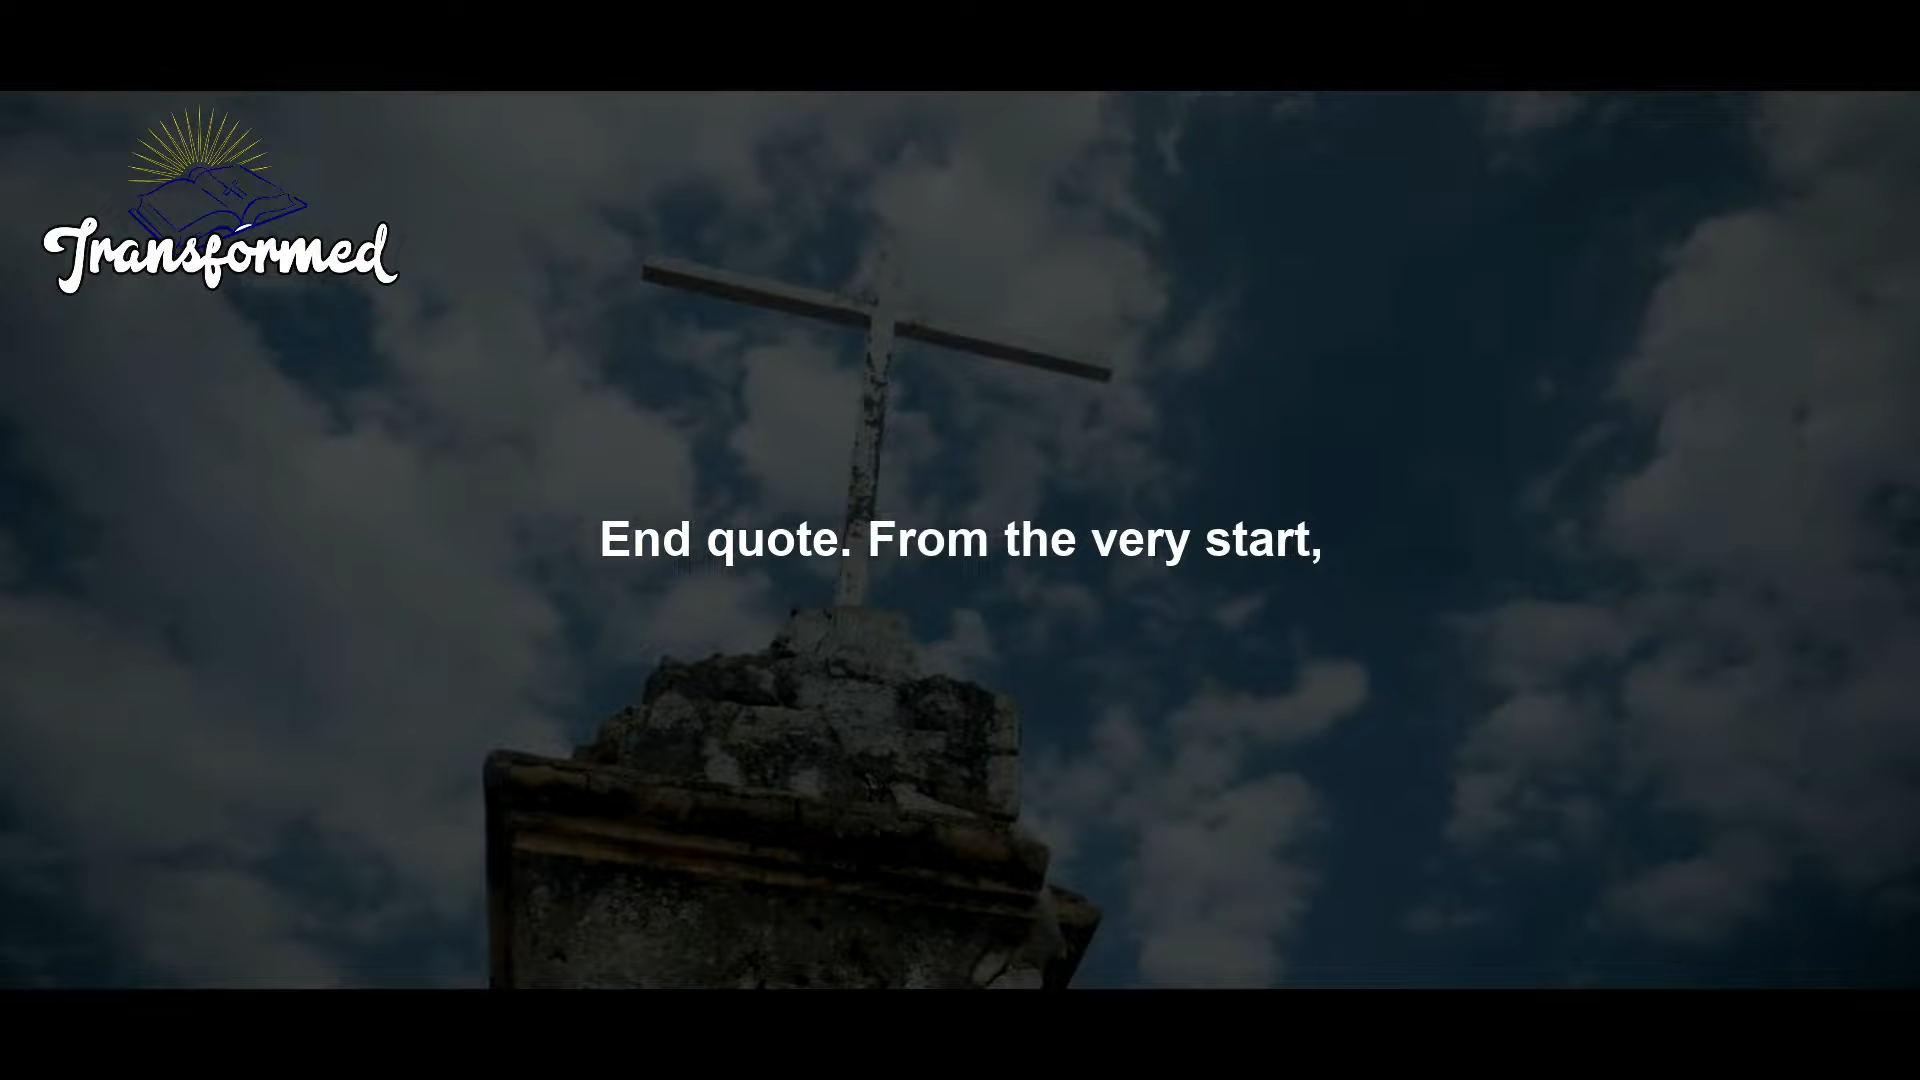 Transformed
End quote. From the very start,